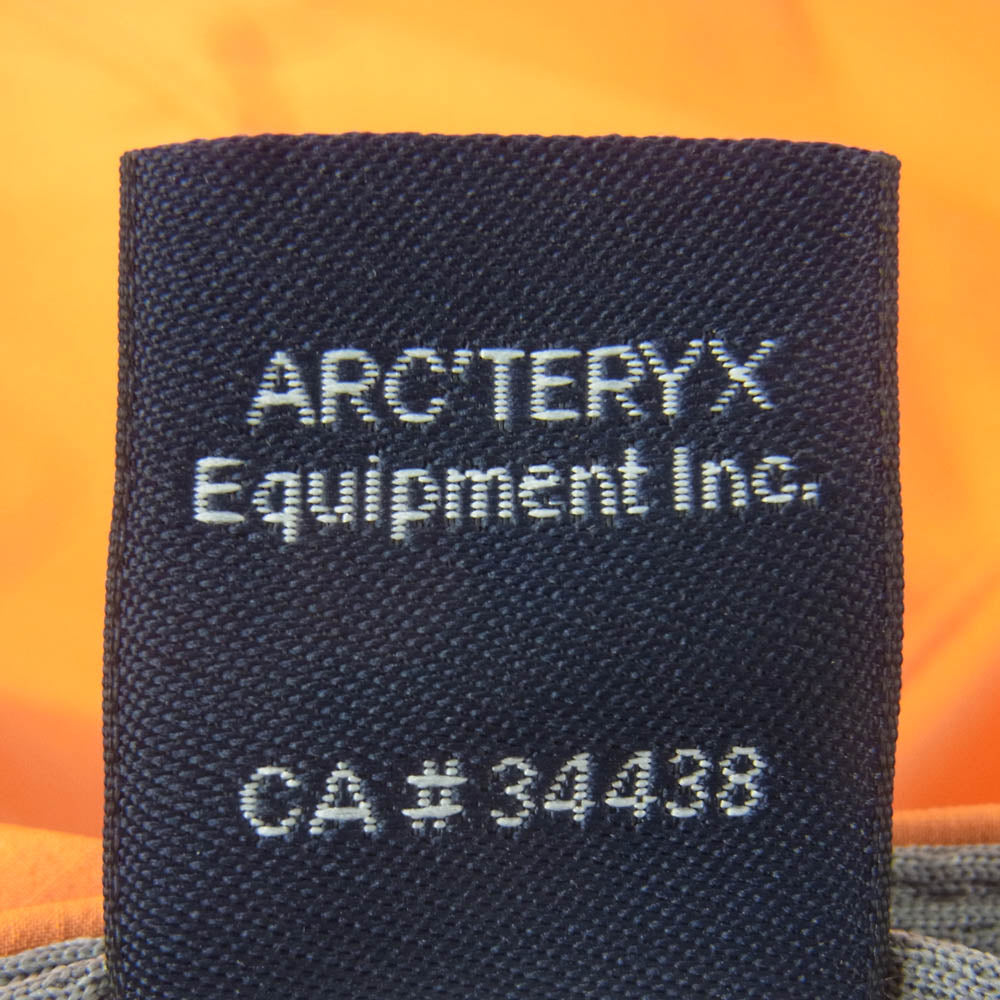 ARC'TERYX
Equipment Inc.
CA # 34438